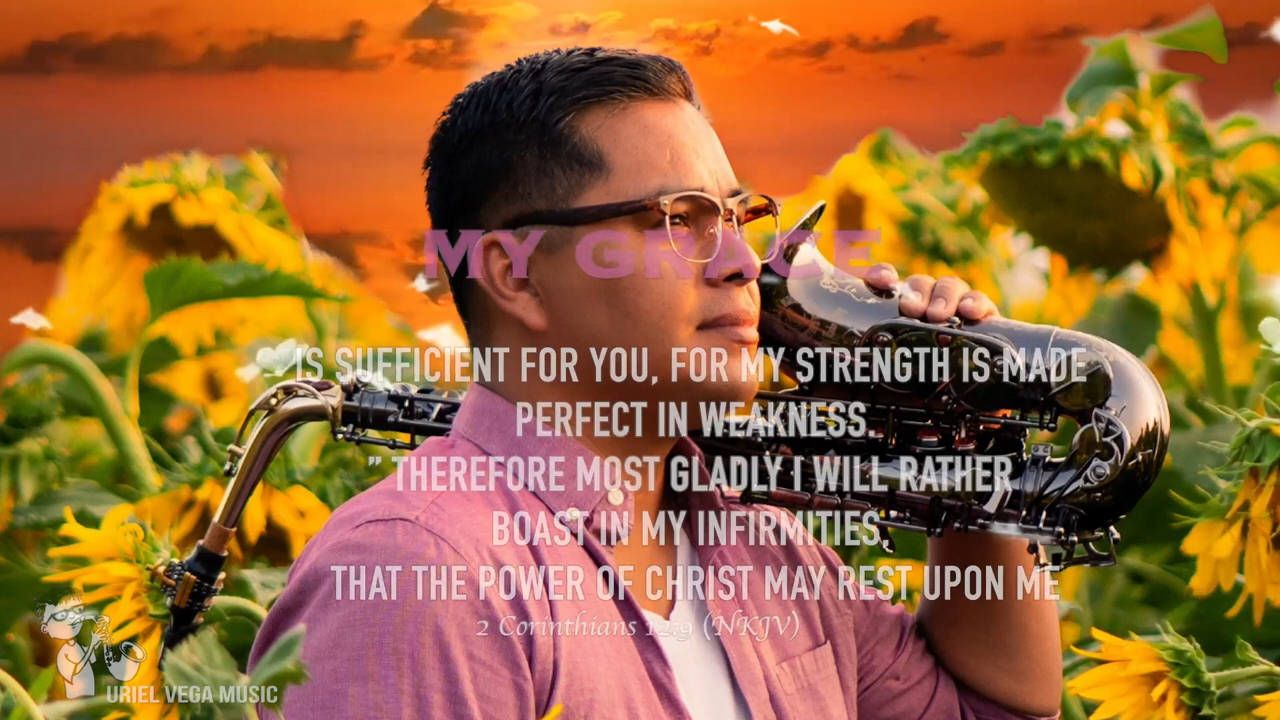 MY GRACE
IS SUFFICIENT FOR YOU, FOR MY STRENGTH IS MADE
PERFECT IN WEAKNESS.
” THEREFORE MOST GLADLY I WILL RATHER
BOAST IN MY INFIRMITIES,
THAT THE POWER OF CHRIST MAY REST UPON ME
2 Corinthians 12:9 (NKJV)
URIEL VEGA MUSIC